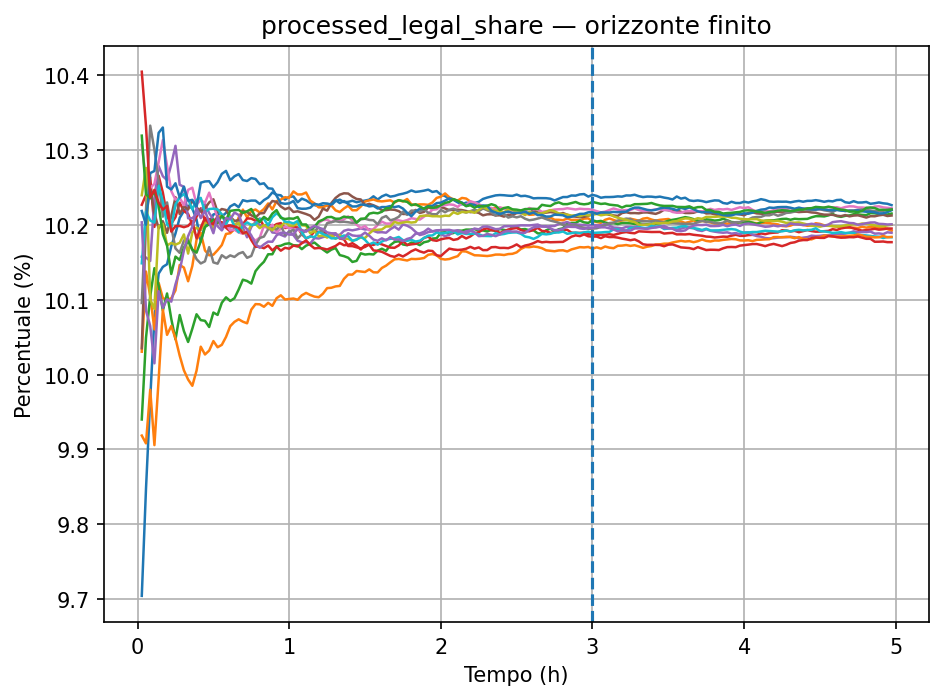 processed_legal_share — orizzonte finito
Percentuale (%)
10.4
10.3
10.2
10.1
10.0
9.9
9.8
9.7
0 1 2 3 4 5
Tempo (h)